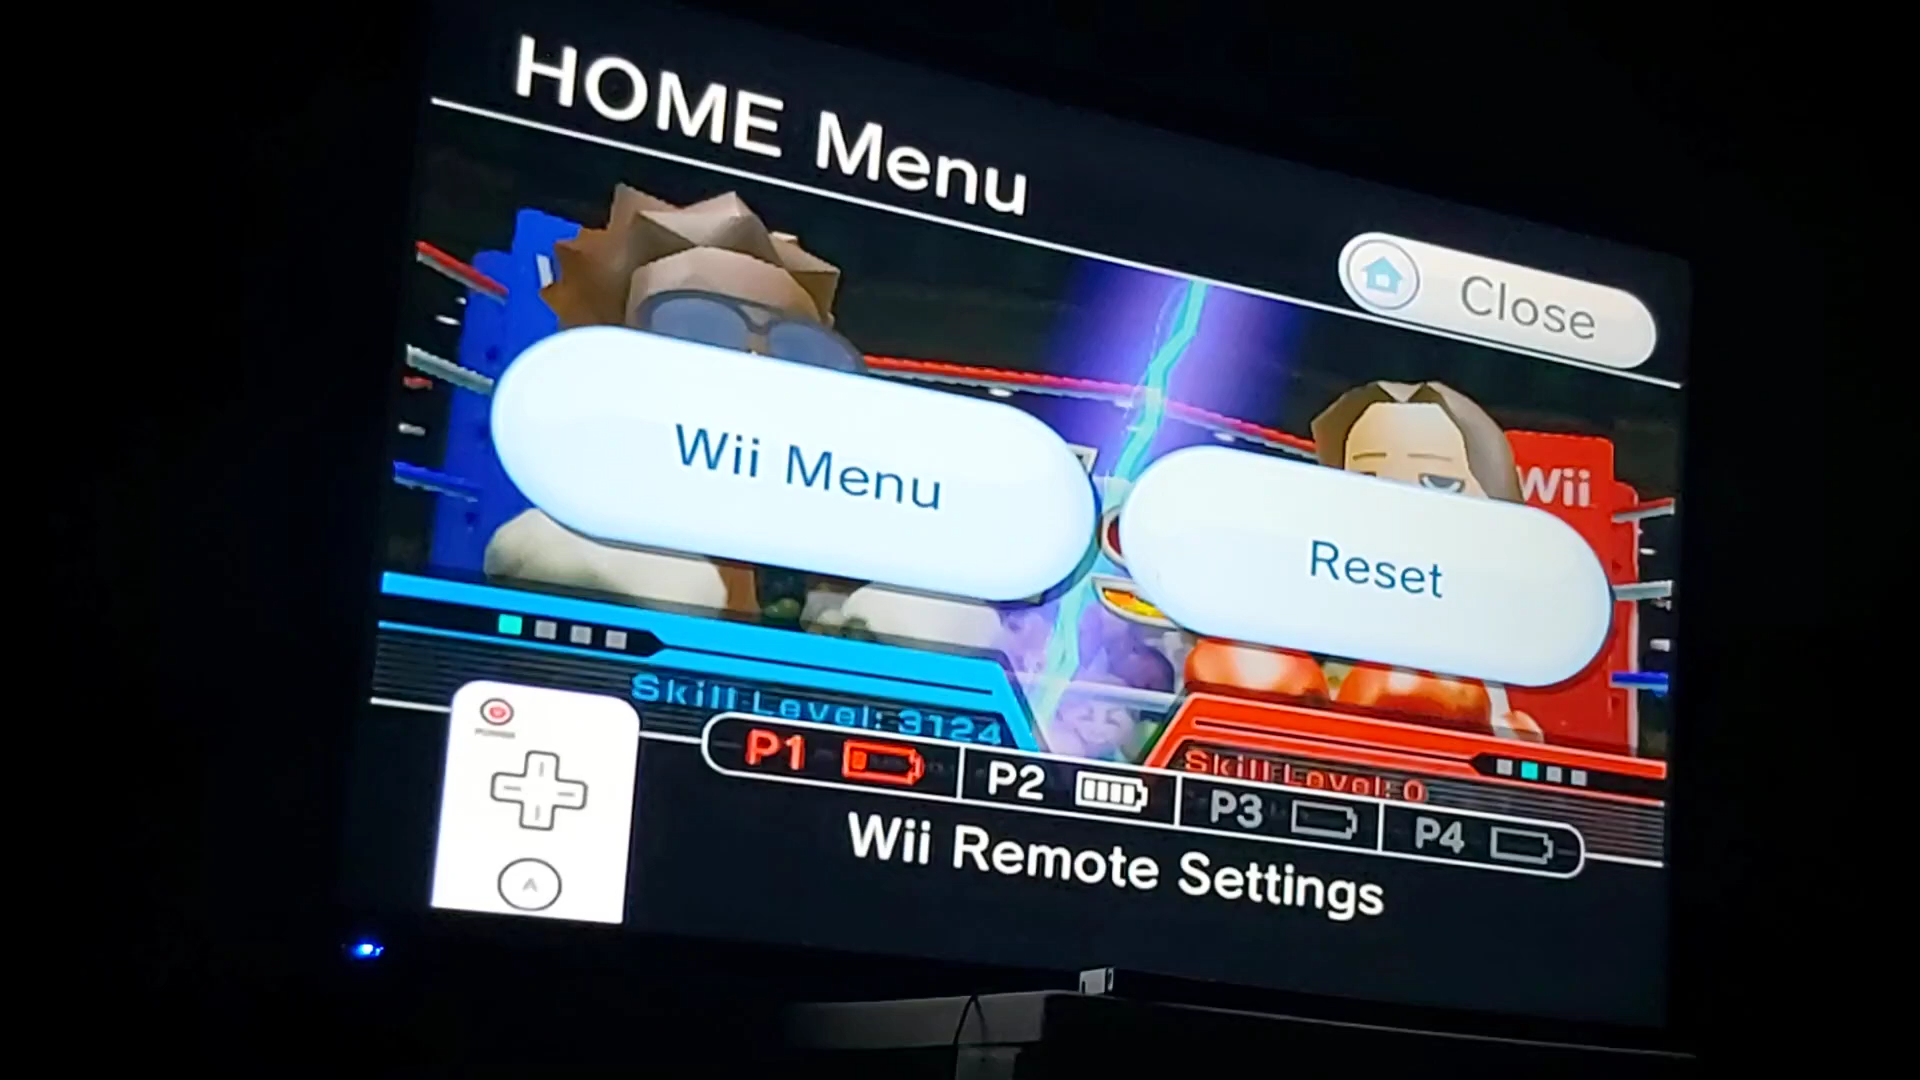 HOME Menu
Close
Wii Menu
Wii
Reset
Skill Level: 3124
Skill Level: 0
POWER
P1
P2
P3
P4
A
Wii Remote Settings